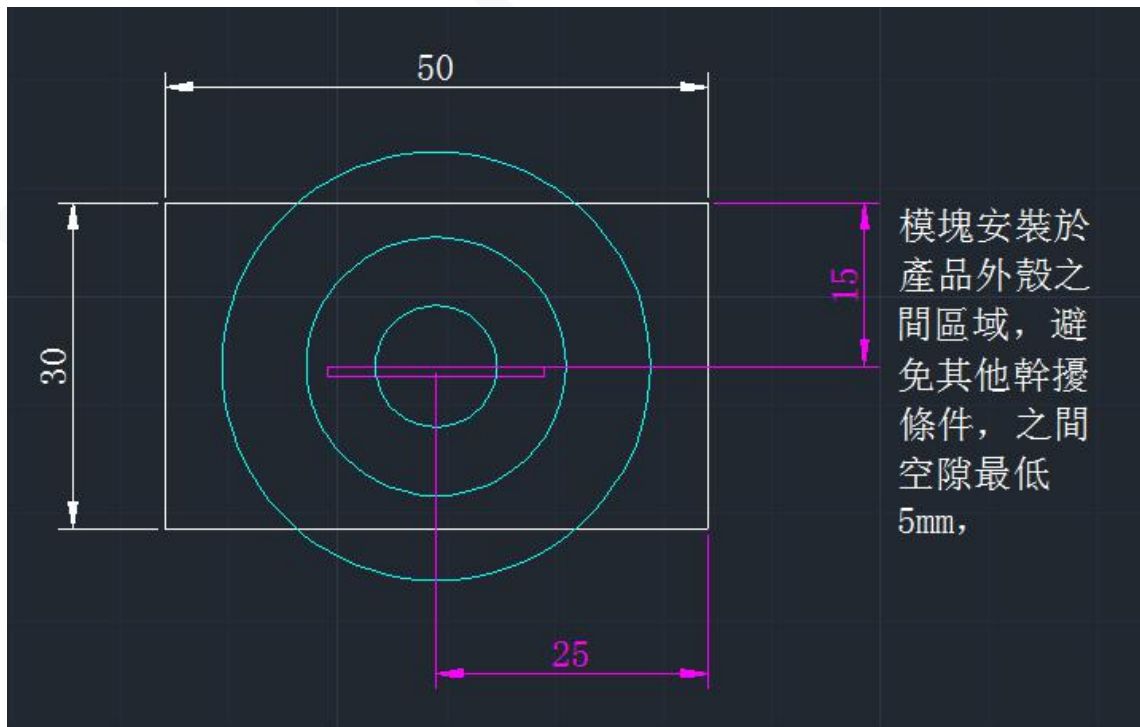 50
模塊安裝於
產品外殼之
間區域，避
免其他幹擾
條件，之間
空隙最低
5mm，
15
30
25